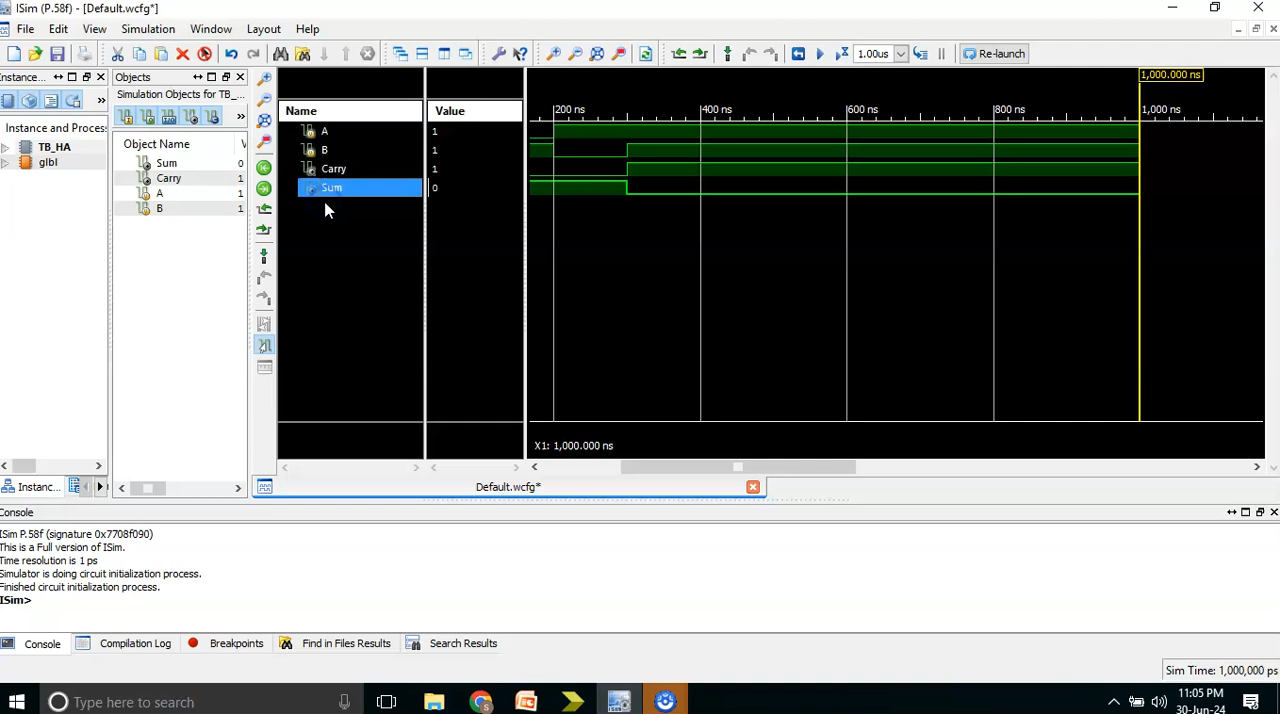 ISim (P.58f) - [Default.wcfg*]
File Edit View Simulation Window Layout Help
1.00us Re-launch
Instance... Objects
Simulation Objects for TB_...
Instance and Process
TB_HA
glbl
Object Name V
Sum 0
Carry 1
A 1
B 1
Name Value
A 1
B 1
Carry 1
Sum 0
1,000.000 ns
200 ns 400 ns 600 ns 800 ns 1,000 ns
X1: 1,000.000 ns
Instanc...
Default.wcfg*
Console
ISim P.58f (signature 0x7708f090)
This is a Full version of ISim.
Time resolution is 1 ps
Simulator is doing circuit initialization process.
Finished circuit initialization process.
ISim>
Console Compilation Log Breakpoints Find in Files Results Search Results
Sim Time: 1,000,000 ps
Type here to search
11:05 PM
30-Jun-24